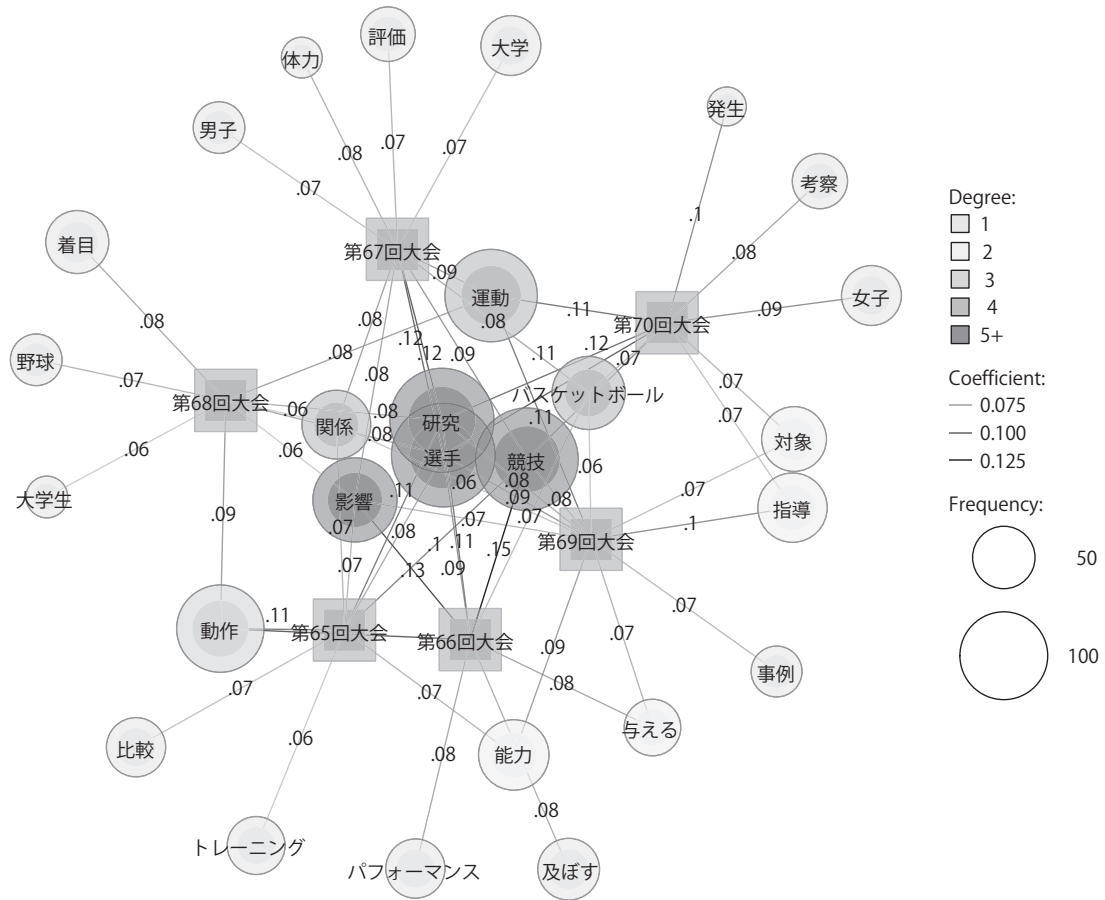 評価
大学
体力
.07
発生
男子
.08
.07
.07
考察
.1
着目
第67回大会
.08
.09
運動
女子
.09
.11
第70回大会
.08
.08
.08
.12
.12
.09
.11
.12
.07
.08
野球
.07
.08
.07
第68回大会
.06
.08
バスケットボール
.07
関係
研究
.11
対象
.06
.08
選手
競技
.06
.06
大学生
影響
.11
.06
.08
.09
.08
.07
指導
.09
.07
.08
.07
.07
第69回大会
.1
.1
.11
.15
.07
.13
.09
.07
動作
.11
第65回大会
第66回大会
.09
.07
事例
.07
.07
.08
与える
比較
.06
.08
能力
.08
トレーニング
パフォーマンス
及ぼす
Degree:
1
2
3
4
5+
Coefficient:
0.075
0.100
0.125
Frequency:
50
100